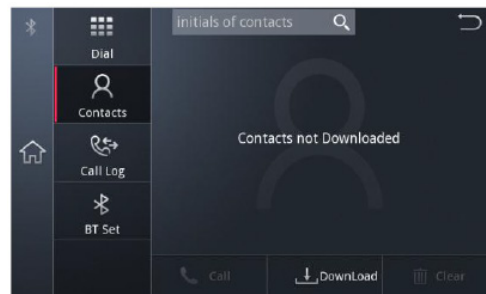 initials of contacts
Dial
Contacts
Contacts not Downloaded
Call Log
BT Set
Call
DownLoad
Clear